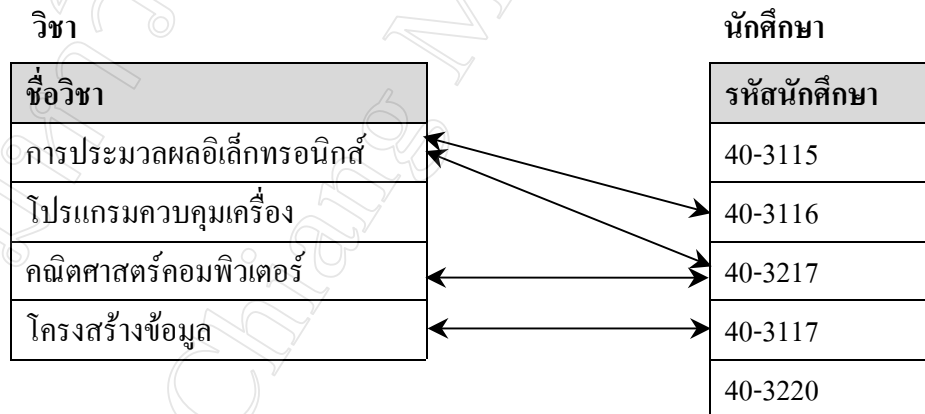 วิชา
ชื่อวิชา
การประมวลผลอิเล็กทรอนิกส์
โปรแกรมควบคุมเครื่อง
คณิตศาสตร์คอมพิวเตอร์
โครงสร้างข้อมูล
นักศึกษา
รหัสนักศึกษา
40-3115
40-3116
40-3217
40-3117
40-3220
Chiang M